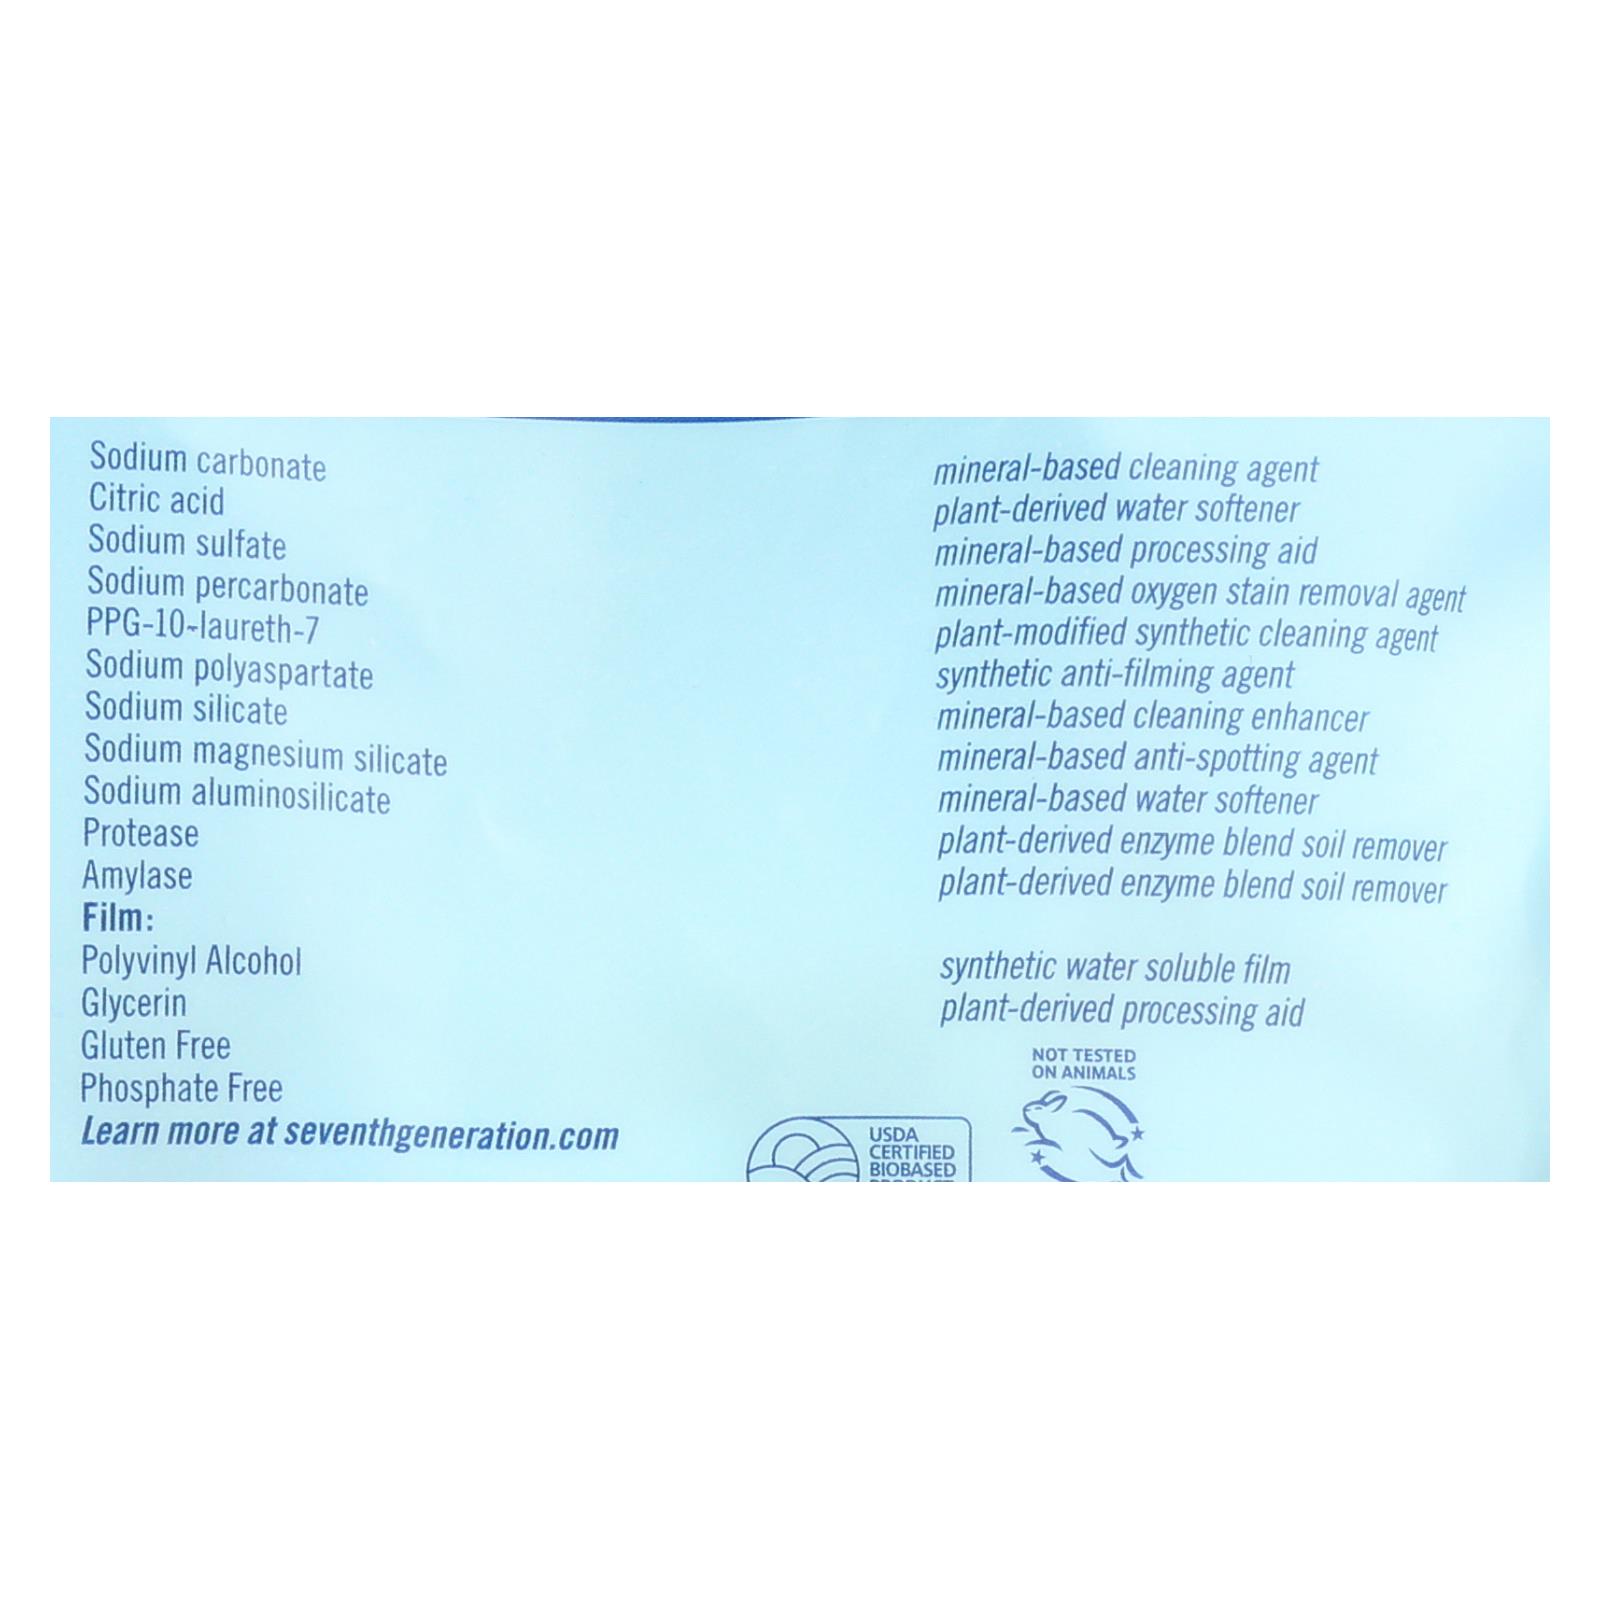 Sodium carbonate mineral-based cleaning agent
Citric acid plant-derived water softener
Sodium sulfate mineral-based processing aid
Sodium percarbonate mineral-based oxygen stain removal agent
PPG-10-laureth-7 plant-modified synthetic cleaning agent
Sodium polyaspartate synthetic anti-filming agent
Sodium silicate mineral-based cleaning enhancer
Sodium magnesium silicate mineral-based anti-spotting agent
Sodium aluminosilicate mineral-based water softener
Protease plant-derived enzyme blend soil remover
Amylase plant-derived enzyme blend soil remover
Film:
Polyvinyl Alcohol synthetic water soluble film
Glycerin plant-derived processing aid
Gluten Free
Phosphate Free
Learn more at seventhgeneration.com
USDA
CERTIFIED
BIOBASED
NOT TESTED
ON ANIMALS